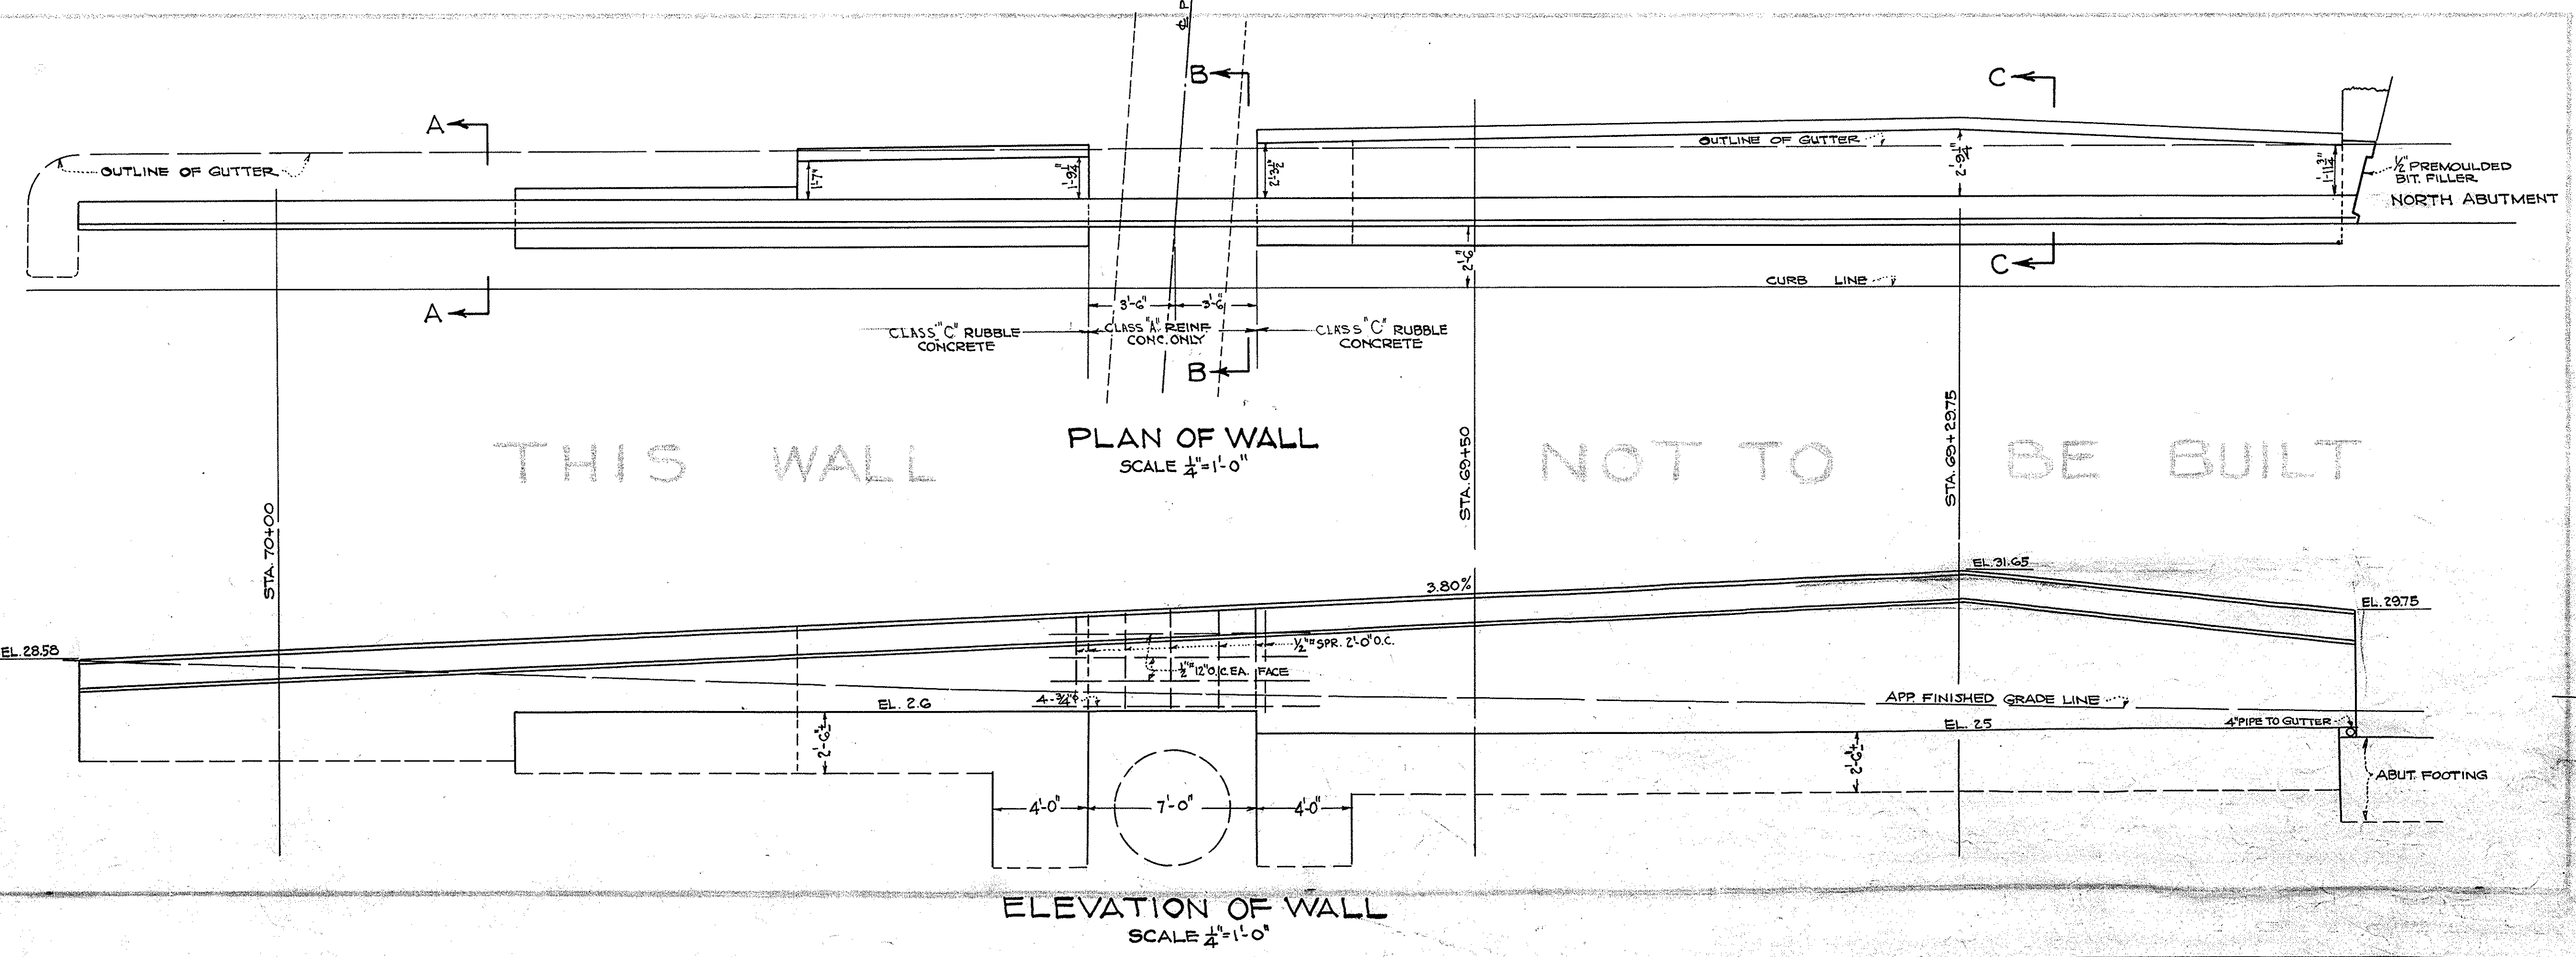 ℄ P
B
B
C
C
A
A
OUTLINE OF GUTTER
1'-7"
1'-9¼"
2'-3½"
OUTLINE OF GUTTER
2'-9¼"
1'-11¾"
½" PREMOULDED
BIT. FILLER
NORTH ABUTMENT
2'-6"
CURB LINE
3'-6"
3'-6"
CLASS "C" RUBBLE
CONCRETE
CLASS "A" REINF
CONC. ONLY
CLASS "C" RUBBLE
CONCRETE
PLAN OF WALL
SCALE ¼"=1'-0"
THIS WALL NOT TO BE BUILT
STA. 70+00
STA. 69+50
STA. 69+29.75
EL. 28.58
3.80%
EL. 31.65
EL. 29.75
½"⌗ SPR. 2'-0" O.C.
½"⌗ 12" O.C. EA. FACE
4-¾"⌗
EL. 26
2'-6"±
APP. FINISHED GRADE LINE
EL. 25
4" PIPE TO GUTTER
2'-6"±
ABUT. FOOTING
4'-0"
7'-0"
4'-0"
ELEVATION OF WALL
SCALE ¼"=1'-0"